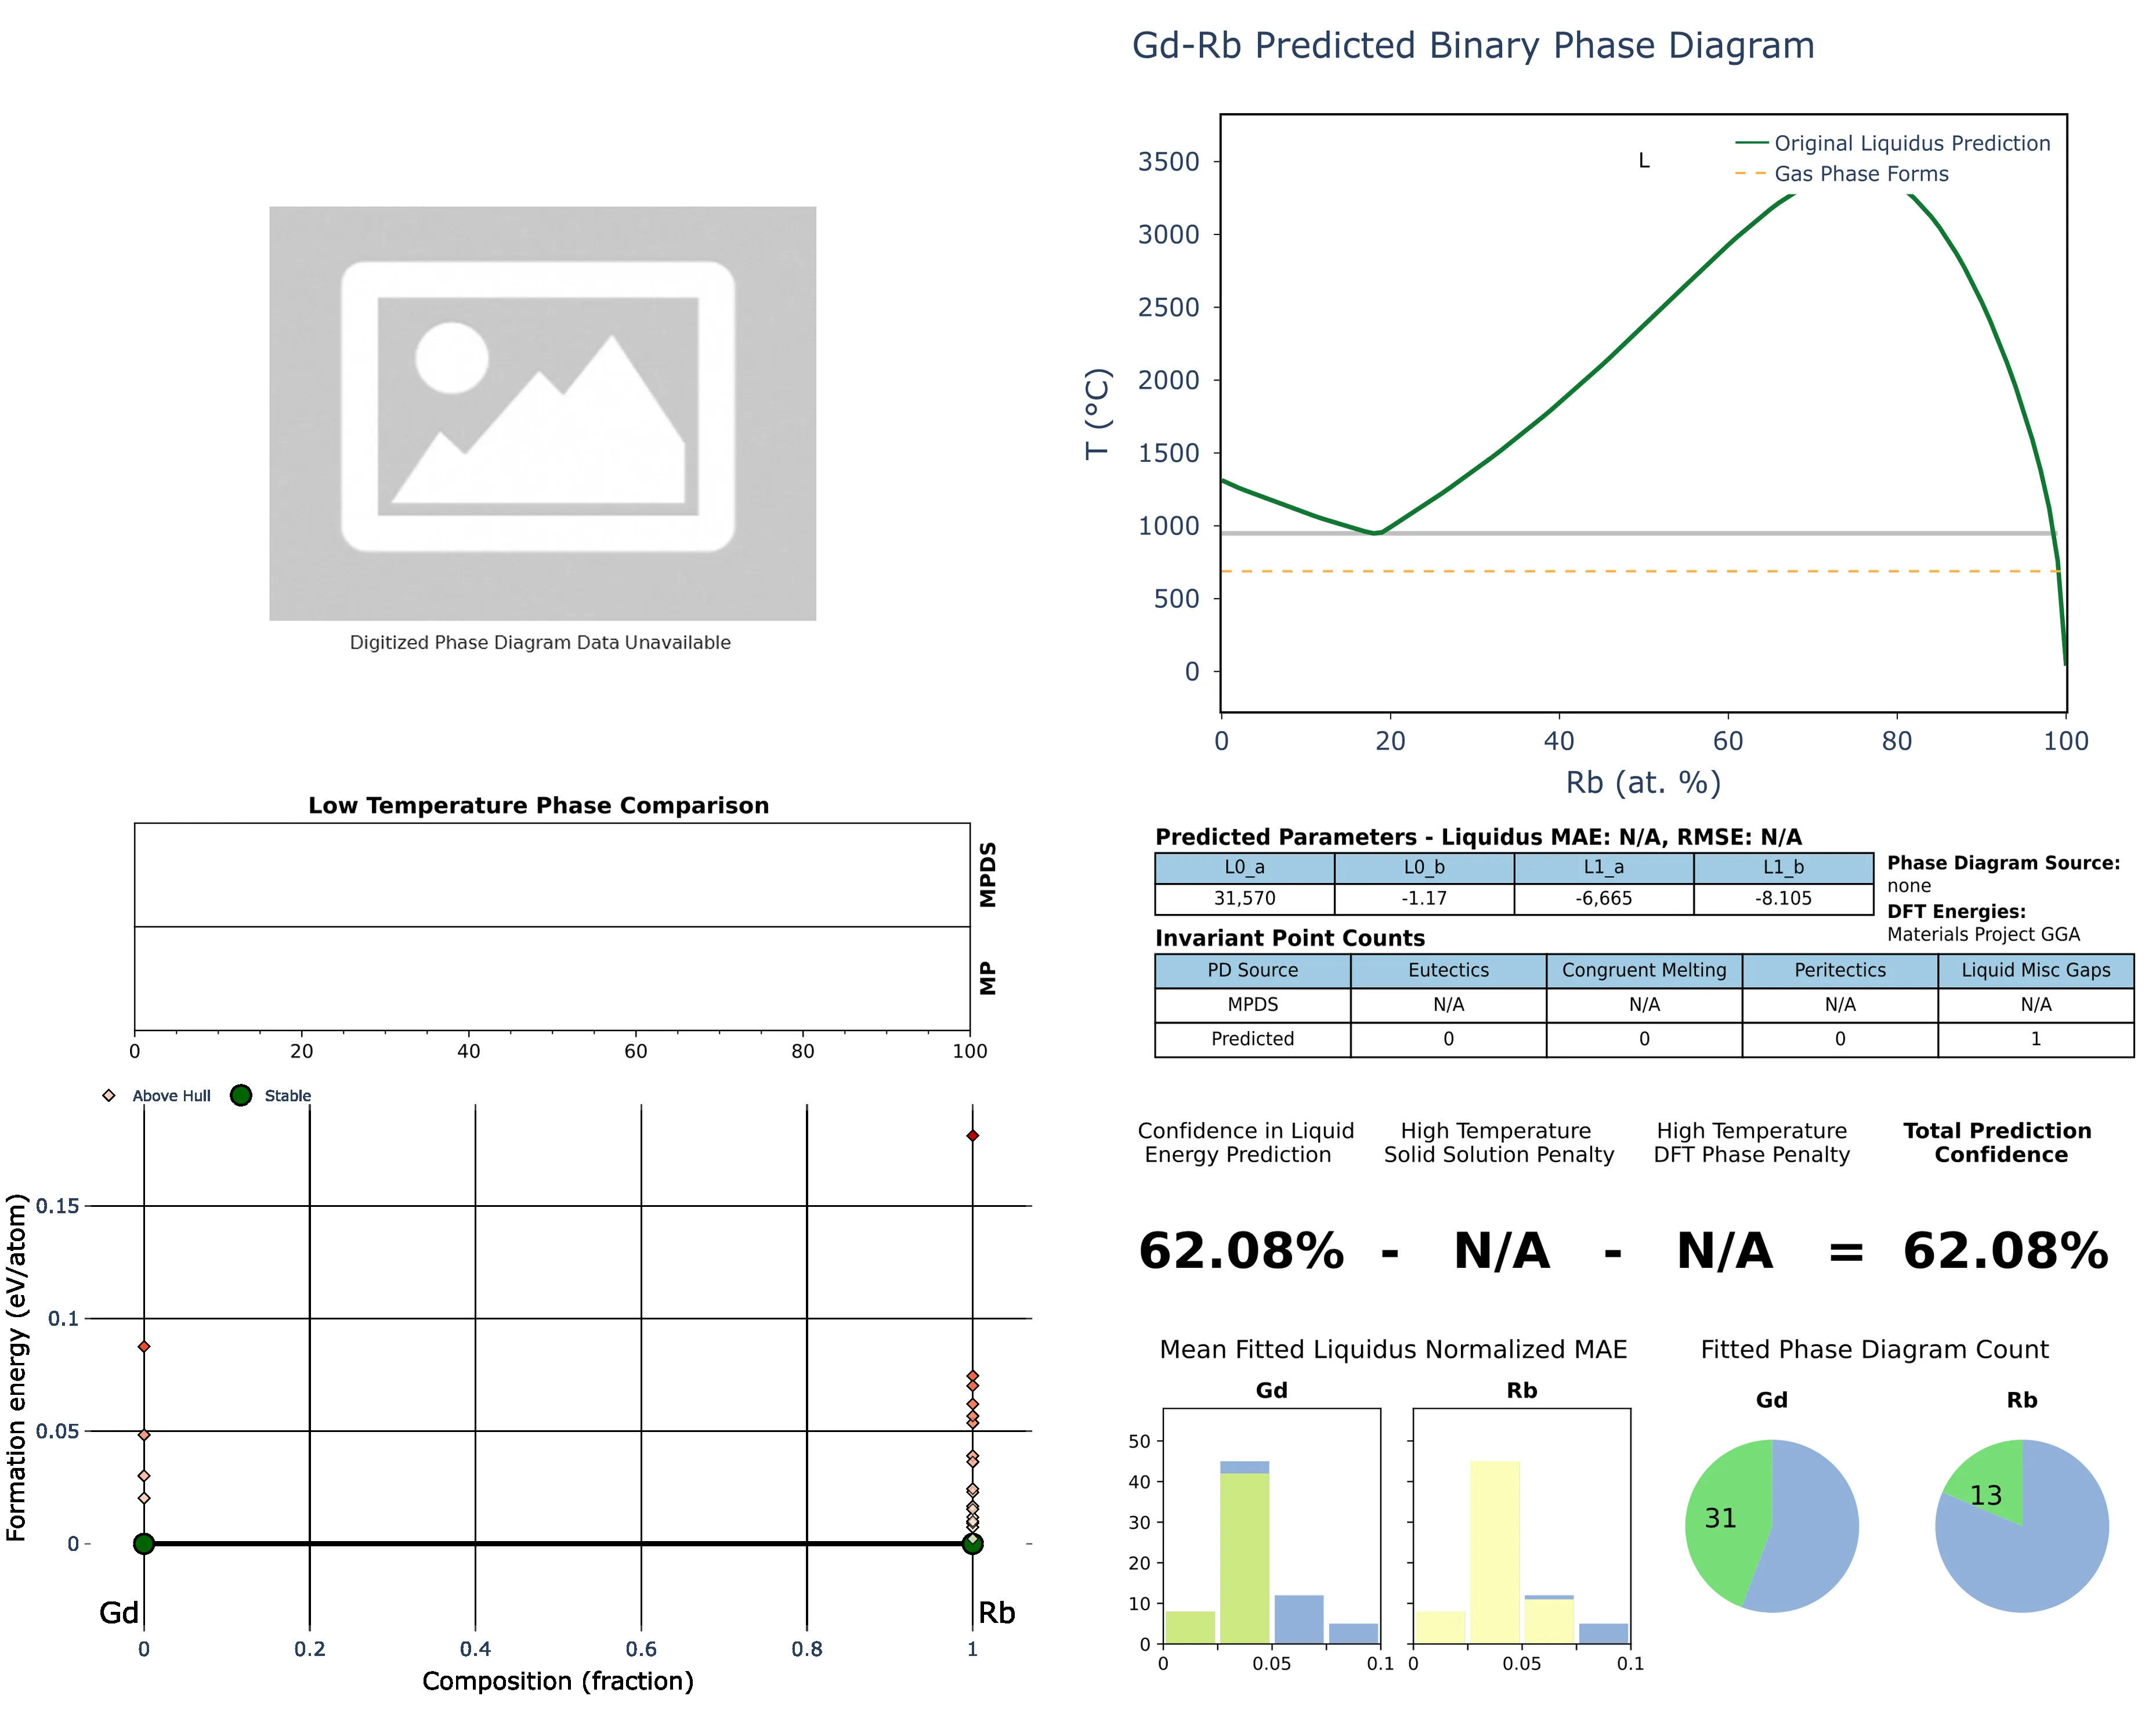 Gd-Rb Predicted Binary Phase Diagram
Digitized Phase Diagram Data Unavailable
L
Original Liquidus Prediction
Gas Phase Forms
3500
3000
2500
2000
1500
1000
500
0
T (°C)
0 20 40 60 80 100
Rb (at. %)
Low Temperature Phase Comparison
MPDS
MP
0 20 40 60 80 100
Predicted Parameters - Liquidus MAE: N/A, RMSE: N/A
L0_a L0_b L1_a L1_b
31,570 -1.17 -6,665 -8.105
Phase Diagram Source:
none
DFT Energies:
Materials Project GGA
Invariant Point Counts
PD Source Eutectics Congruent Melting Peritectics Liquid Misc Gaps
MPDS N/A N/A N/A N/A
Predicted 0 0 0 1
Above Hull Stable
Formation energy (eV/atom)
0.15
0.1
0.05
0
Gd Rb
0 0.2 0.4 0.6 0.8 1
Composition (fraction)
Confidence in Liquid
Energy Prediction
High Temperature
Solid Solution Penalty
High Temperature
DFT Phase Penalty
Total Prediction
Confidence
62.08% - N/A - N/A = 62.08%
Mean Fitted Liquidus Normalized MAE
Gd Rb
50
40
30
20
10
0
0 0.05 0.1 0 0.05 0.1
Fitted Phase Diagram Count
Gd Rb
31 13